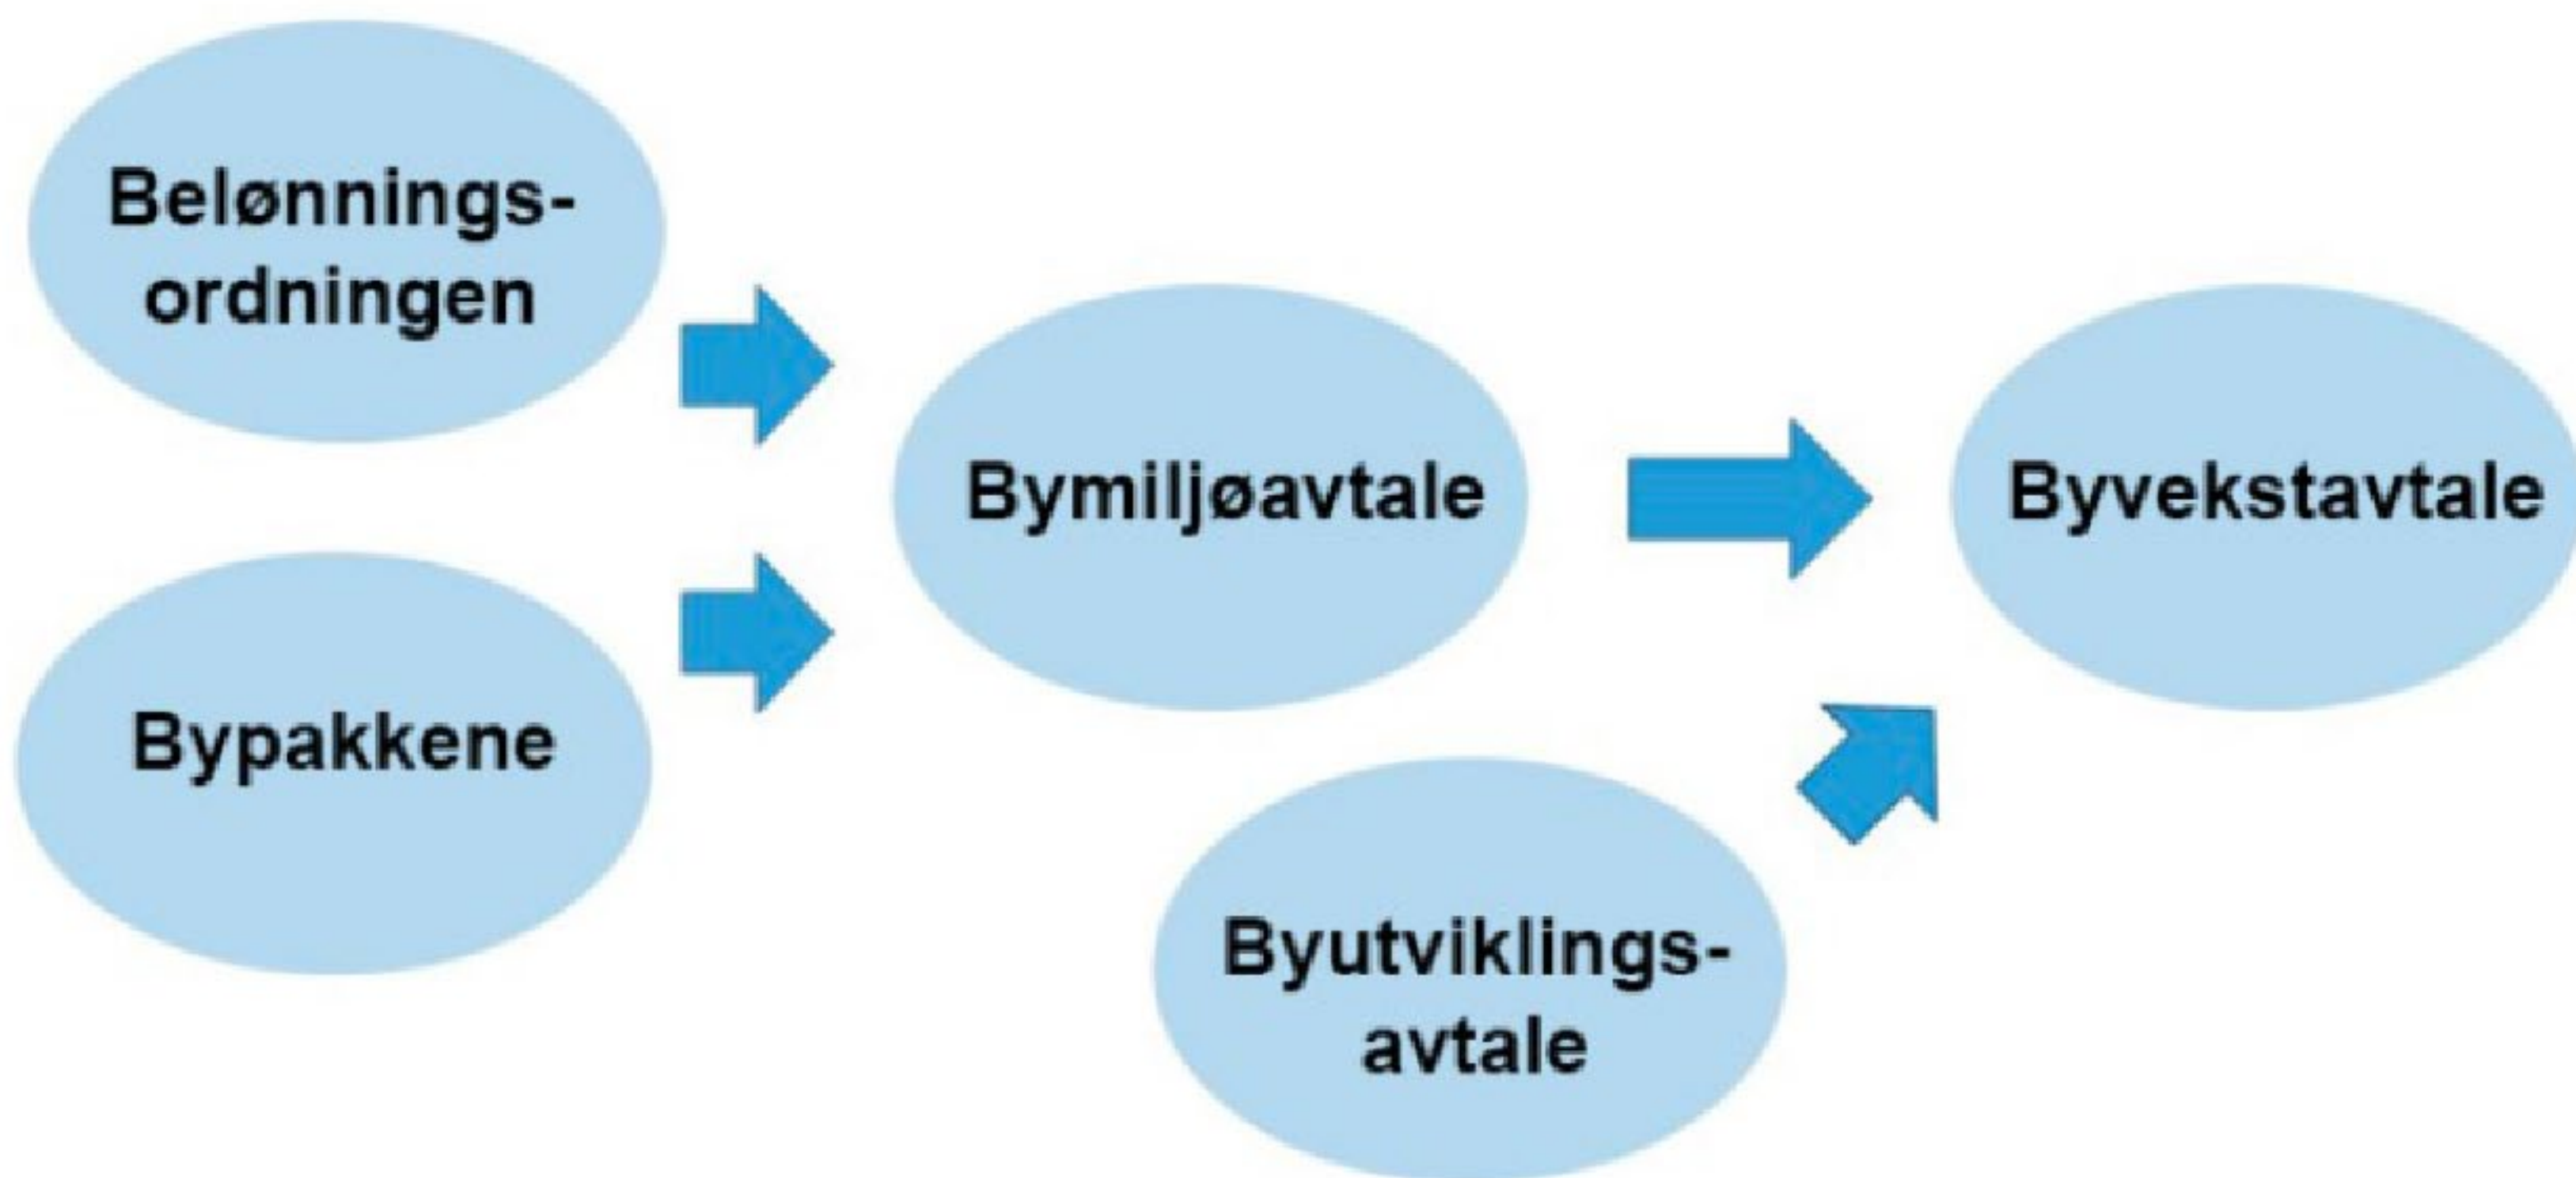 Belønnings-
ordningen
Bypakkene
Bymiljøavtale
Byutviklings-
avtale
Byvekstavtale